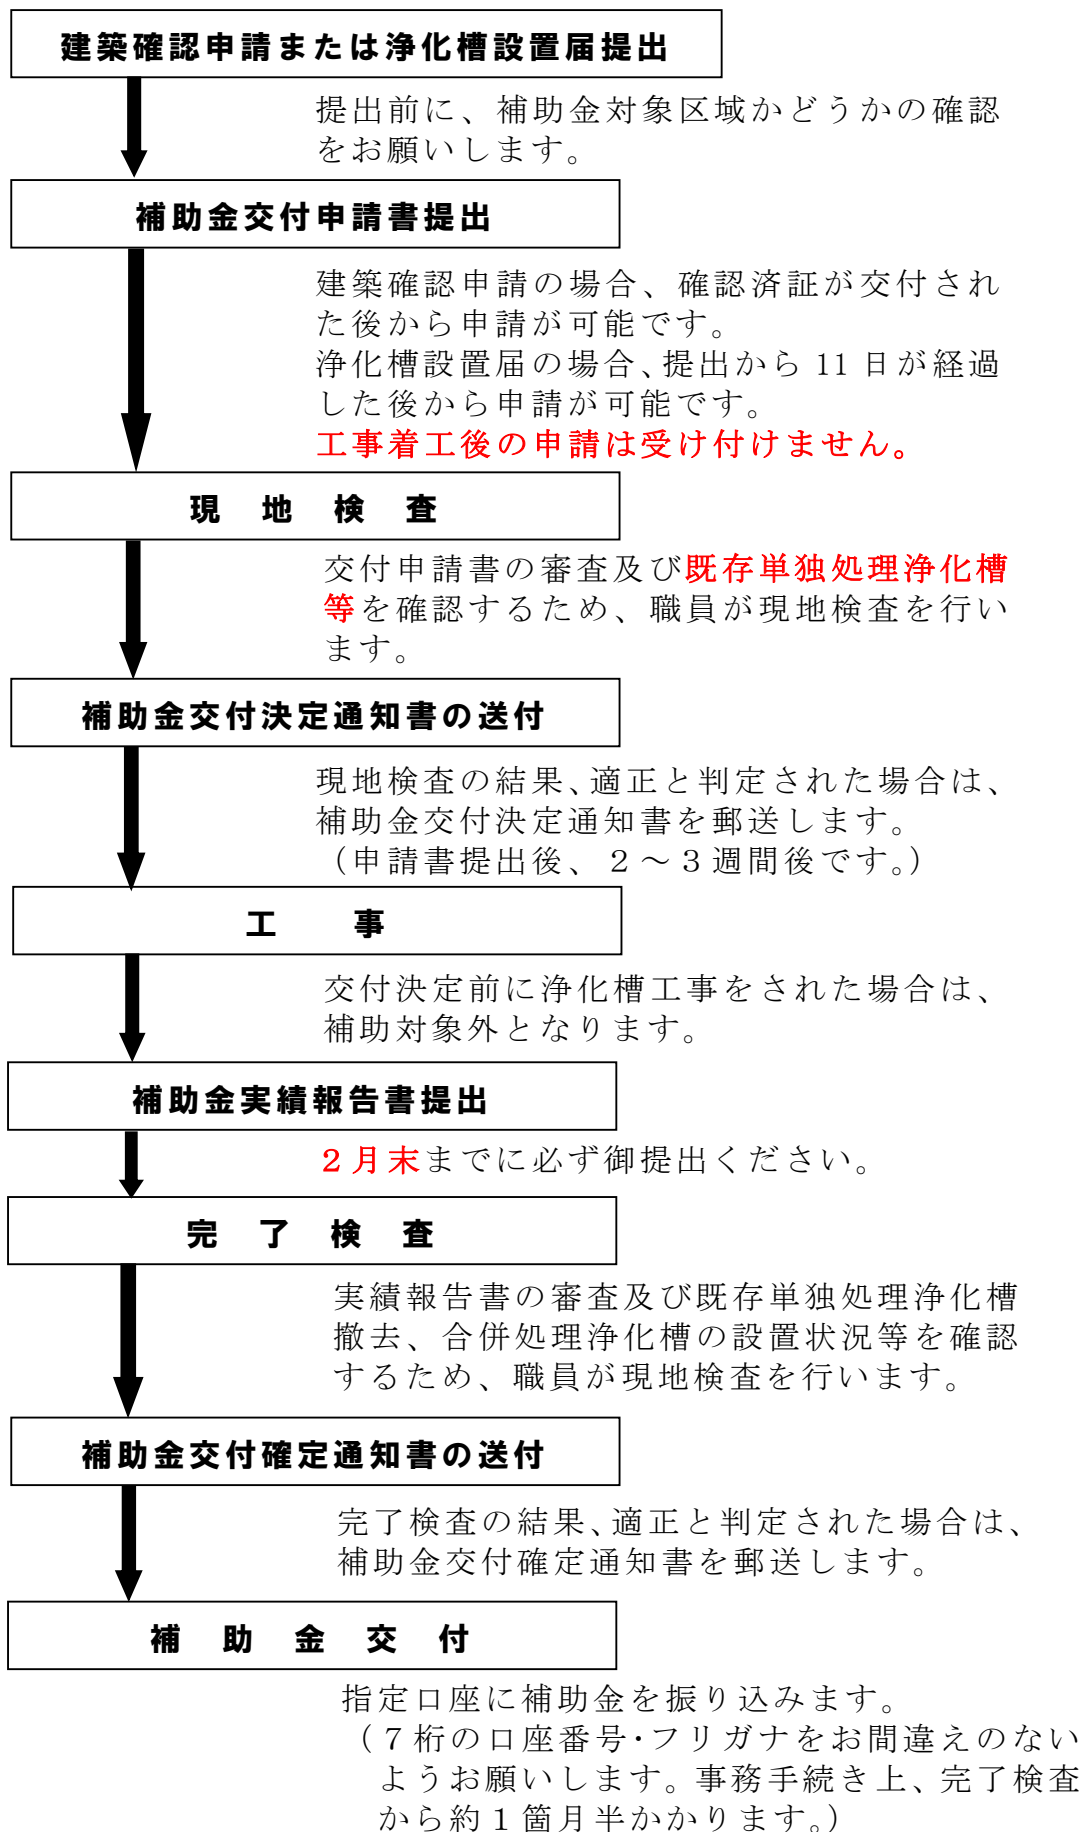 建築確認申請または浄化槽設置届提出
提出前に、補助金対象区域かどうかの確認
をお願いします。
補助金交付申請書提出
建築確認申請の場合、確認済証が交付され
た後から申請が可能です。
浄化槽設置届の場合、提出から 11 日が経過
した後から申請が可能です。
工事着工後の申請は受け付けません。
現　地　検　査
交付申請書の審査及び既存単独処理浄化槽
等を確認するため、職員が現地検査を行い
ます。
補助金交付決定通知書の送付
現地検査の結果、適正と判定された場合は、
補助金交付決定通知書を郵送します。
（申請書提出後、２～３週間後です。）
工　　事
交付決定前に浄化槽工事をされた場合は、
補助対象外となります。
補助金実績報告書提出
２月末までに必ず御提出ください。
完　了　検　査
実績報告書の審査及び既存単独処理浄化槽
撤去、合併処理浄化槽の設置状況等を確認
するため、職員が現地検査を行います。
補助金交付確定通知書の送付
完了検査の結果、適正と判定された場合は、
補助金交付確定通知書を郵送します。
補　助　金　交　付
指定口座に補助金を振り込みます。
（７桁の口座番号・フリガナをお間違えのない
ようお願いします。事務手続き上、完了検査
から約１箇月半かかります。）